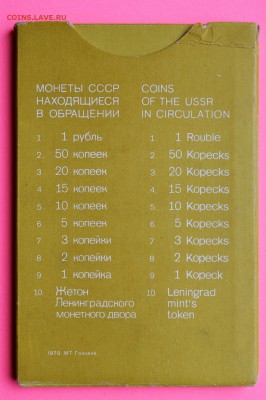 COINS.LAVE.RU
МОНЕТЫ СССР
НАХОДЯЩИЕСЯ
В ОБРАЩЕНИИ
1. 1 рубль
2. 50 копеек
3. 20 копеек
4. 15 копеек
5. 10 копеек
6. 5 копеек
7. 3 копейки
8. 2 копейки
9. 1 копейка
10. Жетон
Ленинградского
монетного двора
COINS
OF THE USSR
IN CIRCULATION
1. 1 Rouble
2. 50 Kopecks
3. 20 Kopecks
4. 15 Kopecks
5. 10 Kopecks
6. 5 Kopecks
7. 3 Kopecks
8. 2 Kopecks
9. 1 Kopeck
10. Leningrad
mint's
token
МТ Гознака